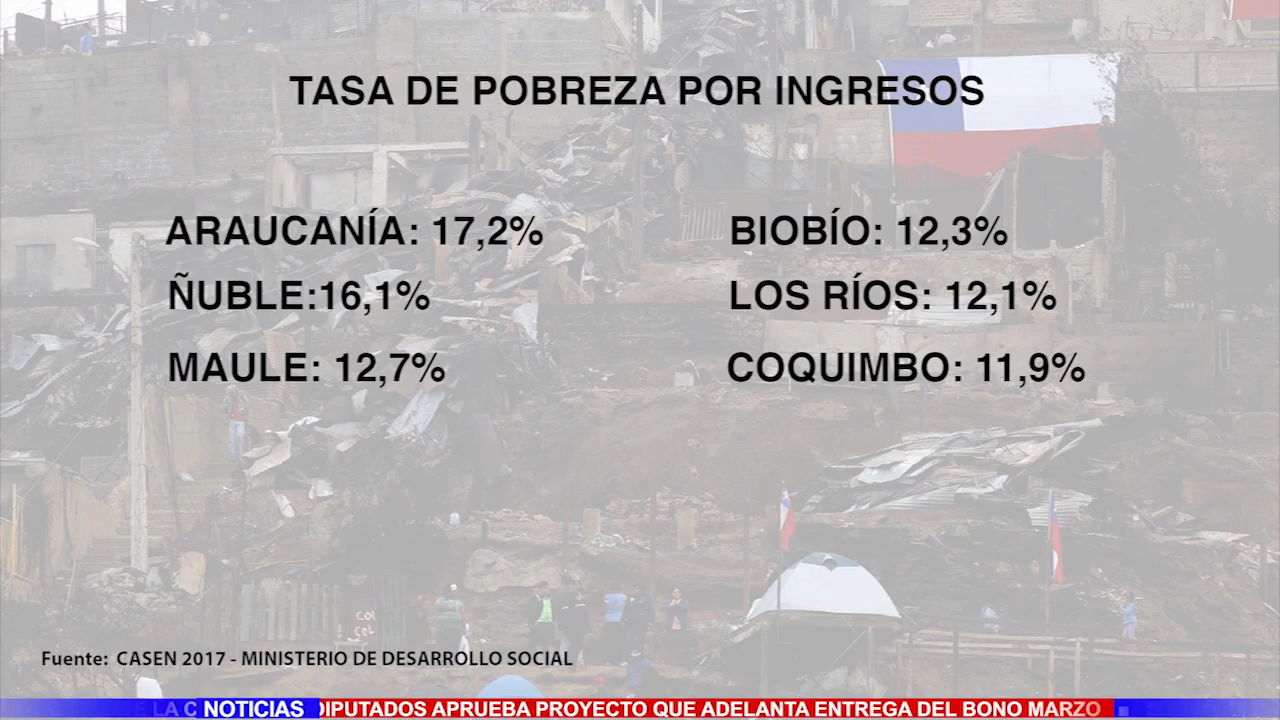 TASA DE POBREZA POR INGRESOS
ARAUCANÍA: 17,2%
ÑUBLE:16,1%
MAULE: 12,7%
BIOBÍO: 12,3%
LOS RÍOS: 12,1%
COQUIMBO: 11,9%
Fuente: CASEN 2017 - MINISTERIO DE DESARROLLO SOCIAL
LA C NOTICIAS DIPUTADOS APRUEBA PROYECTO QUE ADELANTA ENTREGA DEL BONO MARZO